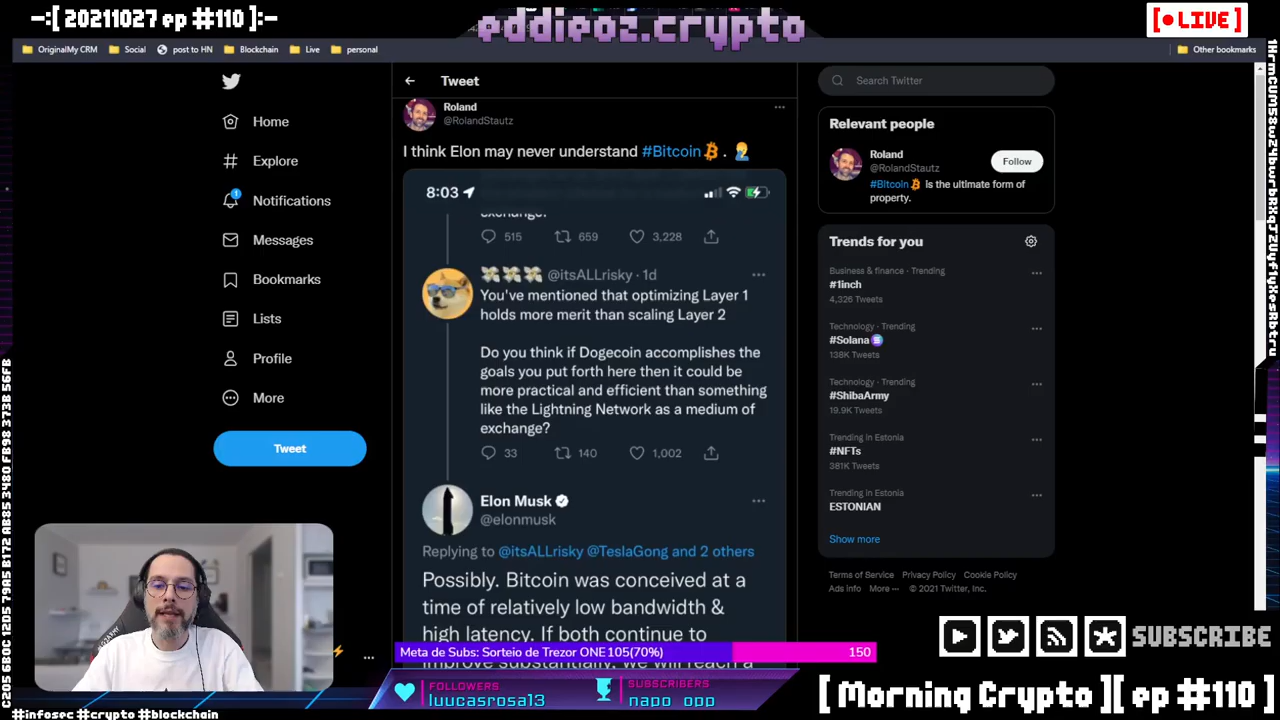 -:[ 20211027 ep #110 ]:-
eddieoz.crypto
[● LIVE]
OriginalMy CRM
Social
post to HN
Blockchain
Live
personal
Other bookmarks
Home
Explore
1
Notifications
Messages
Bookmarks
Lists
Profile
More
Tweet
Tweet
Roland
@RolandStautz
I think Elon may never understand #Bitcoin .
8:03
exchange?
515 659 3,228
@itsALLrisky · 1d
You've mentioned that optimizing Layer 1
holds more merit than scaling Layer 2
Do you think if Dogecoin accomplishes the
goals you put forth here then it could be
more practical and efficient than something
like the Lightning Network as a medium of
exchange?
33 140 1,002
Elon Musk
@elonmusk
Replying to @itsALLrisky @TeslaGong and 2 others
Possibly. Bitcoin was conceived at a
time of relatively low bandwidth &
high latency. If both continue to
improve substantially, we will reach a
Search Twitter
Relevant people
Roland
@RolandStautz
Follow
#Bitcoin is the ultimate form of
property.
Trends for you
Business & finance · Trending
#1inch
4,326 Tweets
Technology · Trending
#Solana
138K Tweets
Technology · Trending
#ShibaArmy
19.9K Tweets
Trending in Estonia
#NFTs
381K Tweets
Trending in Estonia
ESTONIAN
Show more
Terms of Service Privacy Policy Cookie Policy
Ads info More ··· © 2021 Twitter, Inc.
Meta de Subs: Sorteio de Trezor ONE 105(70%) 150
FOLLOWERS
luucasrosa13
SUBSCRIBERS
napo_opp
SUBSCRIBE
[ Morning Crypto ][ ep #110 ]
#infosec #crypto #blockchain